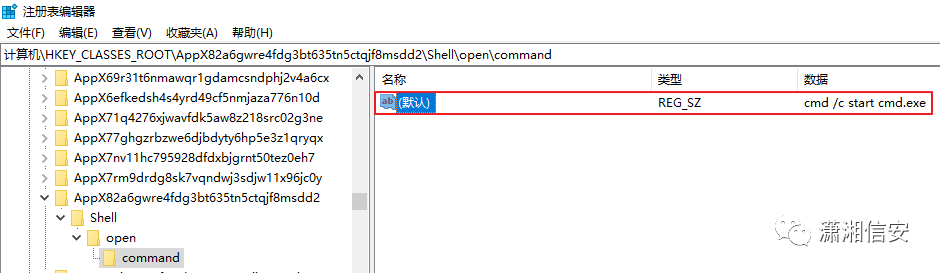 注册表编辑器
文件(F) 编辑(E) 查看(V) 收藏夹(A) 帮助(H)
计算机\HKEY_CLASSES_ROOT\AppX82a6gwre4fdg3bt635tn5ctqjf8msdd2\Shell\open\command
AppX69r31t6nmawqr1gdamcsndphj2v4a6cx
AppX6efkedsh4s4yrd49cf5nmjaza776n10d
AppX71q4276xjwavfdk5aw8z218src02g3ne
AppX77ghgzrbzwe6djbdyty6hp5e3z1qryqx
AppX7nv11hc795928dfdxbjgrnt50tez0eh7
AppX7rm9drdg8sk7vqndwj3sdjw11x96jc0y
AppX82a6gwre4fdg3bt635tn5ctqjf8msdd2
Shell
open
command
名称 类型 数据
ab (默认) REG_SZ cmd /c start cmd.exe
潇湘信安